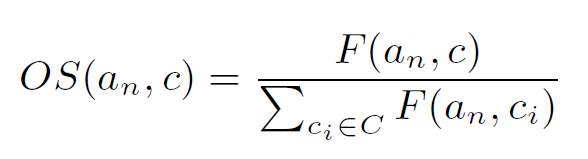 OS(a_n, c) = \frac{F(a_n, c)}{\sum_{c_i \in C} F(a_n, c_i)}